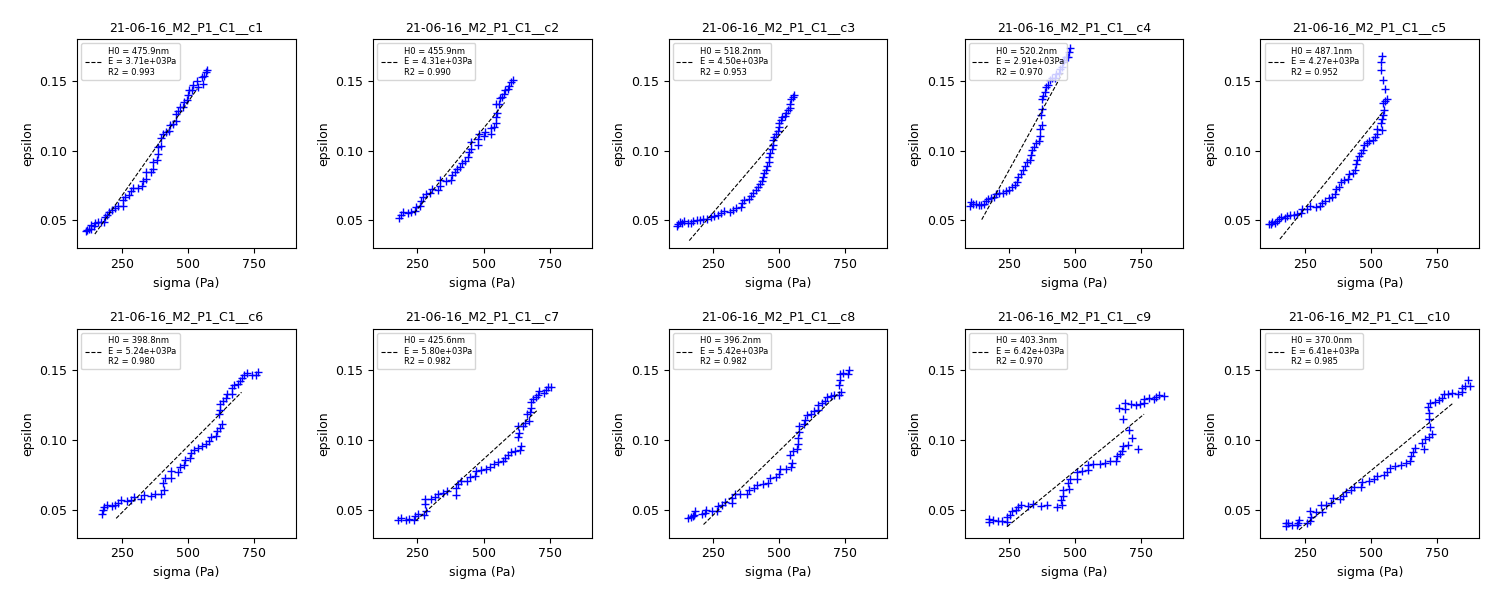 21-06-16_M2_P1_C1__c1
H0 = 475.9nm
E = 3.71e+03Pa
R2 = 0.993
0.15
0.10
0.05
epsilon
250 500 750
sigma (Pa)
21-06-16_M2_P1_C1__c2
H0 = 455.9nm
E = 4.31e+03Pa
R2 = 0.990
0.15
0.10
0.05
epsilon
250 500 750
sigma (Pa)
21-06-16_M2_P1_C1__c3
H0 = 518.2nm
E = 4.50e+03Pa
R2 = 0.953
0.15
0.10
0.05
epsilon
250 500 750
sigma (Pa)
21-06-16_M2_P1_C1__c4
H0 = 520.2nm
E = 2.91e+03Pa
R2 = 0.970
0.15
0.10
0.05
epsilon
250 500 750
sigma (Pa)
21-06-16_M2_P1_C1__c5
H0 = 487.1nm
E = 4.27e+03Pa
R2 = 0.952
0.15
0.10
0.05
epsilon
250 500 750
sigma (Pa)
21-06-16_M2_P1_C1__c6
H0 = 398.8nm
E = 5.24e+03Pa
R2 = 0.980
0.15
0.10
0.05
epsilon
250 500 750
sigma (Pa)
21-06-16_M2_P1_C1__c7
H0 = 425.6nm
E = 5.80e+03Pa
R2 = 0.982
0.15
0.10
0.05
epsilon
250 500 750
sigma (Pa)
21-06-16_M2_P1_C1__c8
H0 = 396.2nm
E = 5.42e+03Pa
R2 = 0.982
0.15
0.10
0.05
epsilon
250 500 750
sigma (Pa)
21-06-16_M2_P1_C1__c9
H0 = 403.3nm
E = 6.42e+03Pa
R2 = 0.970
0.15
0.10
0.05
epsilon
250 500 750
sigma (Pa)
21-06-16_M2_P1_C1__c10
H0 = 370.0nm
E = 6.41e+03Pa
R2 = 0.985
0.15
0.10
0.05
epsilon
250 500 750
sigma (Pa)